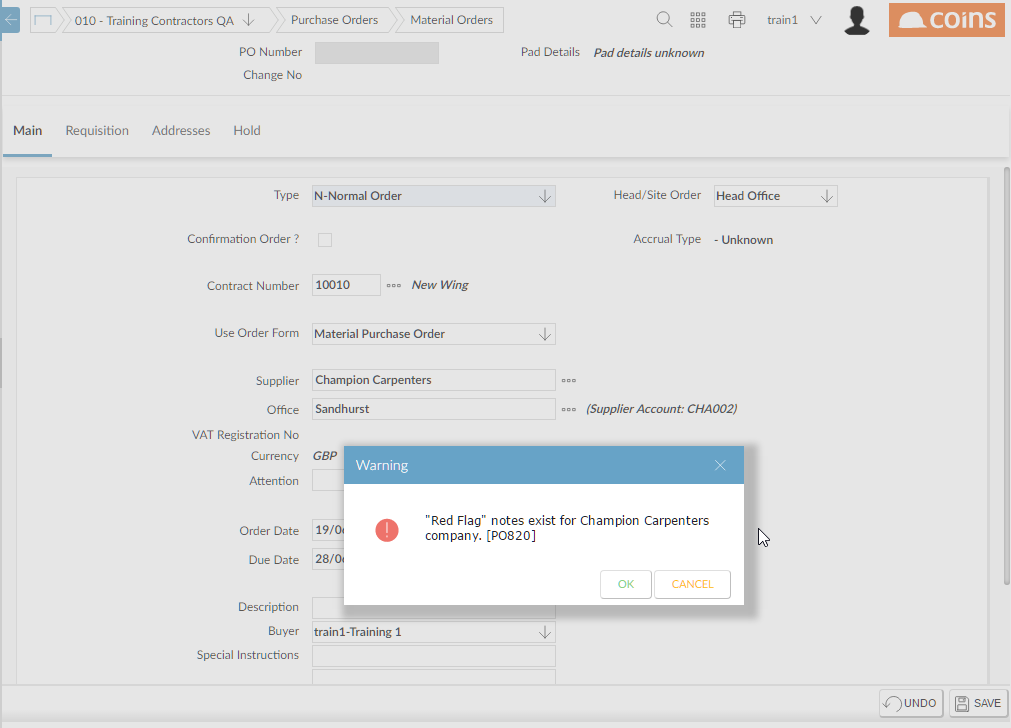 010 - Training Contractors QA
Purchase Orders
Material Orders
train1
coins
PO Number
Pad Details
Pad details unknown
Change No
Main
Requisition
Addresses
Hold
Type
N-Normal Order
Head/Site Order
Head Office
Confirmation Order ?
Accrual Type
- Unknown
Contract Number
10010
New Wing
Use Order Form
Material Purchase Order
Supplier
Champion Carpenters
Office
Sandhurst
(Supplier Account: CHA002)
VAT Registration No
Currency
GBP
Attention
Warning
"Red Flag" notes exist for Champion Carpenters
company. [PO820]
OK
CANCEL
Order Date
19/0
Due Date
28/0
Description
Buyer
train1-Training 1
Special Instructions
UNDO
SAVE